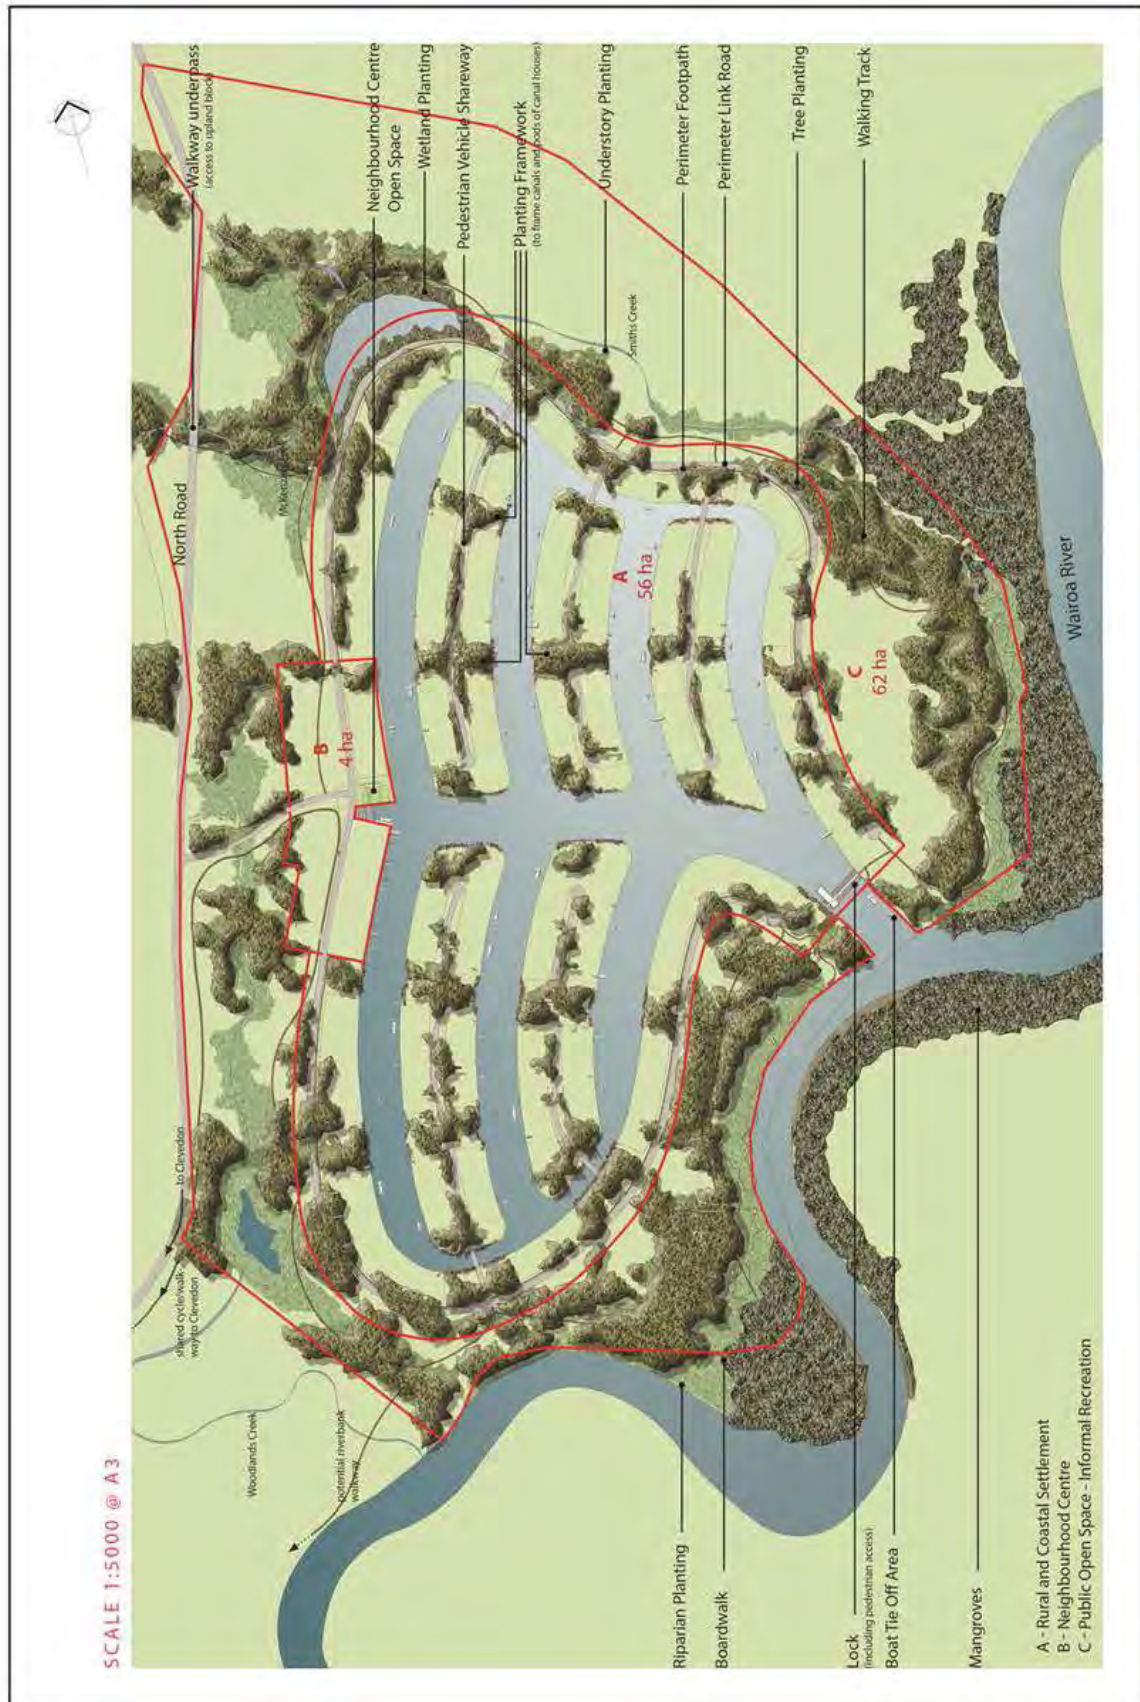 SCALE 1:5000 @ A3
Walkway underpass
(access to upland block)
Neighbourhood Centre
Open Space
Wetland Planting
Pedestrian Vehicle Shareway
Planting Framework
(to frame canals and pods of canal houses)
Understory Planting
Perimeter Footpath
Perimeter Link Road
Tree Planting
Walking Track
North Road
Smiths Creek
Wairoa River
A
56 ha
B
4 ha
C
62 ha
to Clevedon
shared cycle/walk
way to Clevedon
Woodlands Creek
Potential riverbank
walkway
Riparian Planting
Boardwalk
Lock
(including pedestrian access)
Boat Tie Off Area
Mangroves
A - Rural and Coastal Settlement
B - Neighbourhood Centre
C - Public Open Space - Informal Recreation